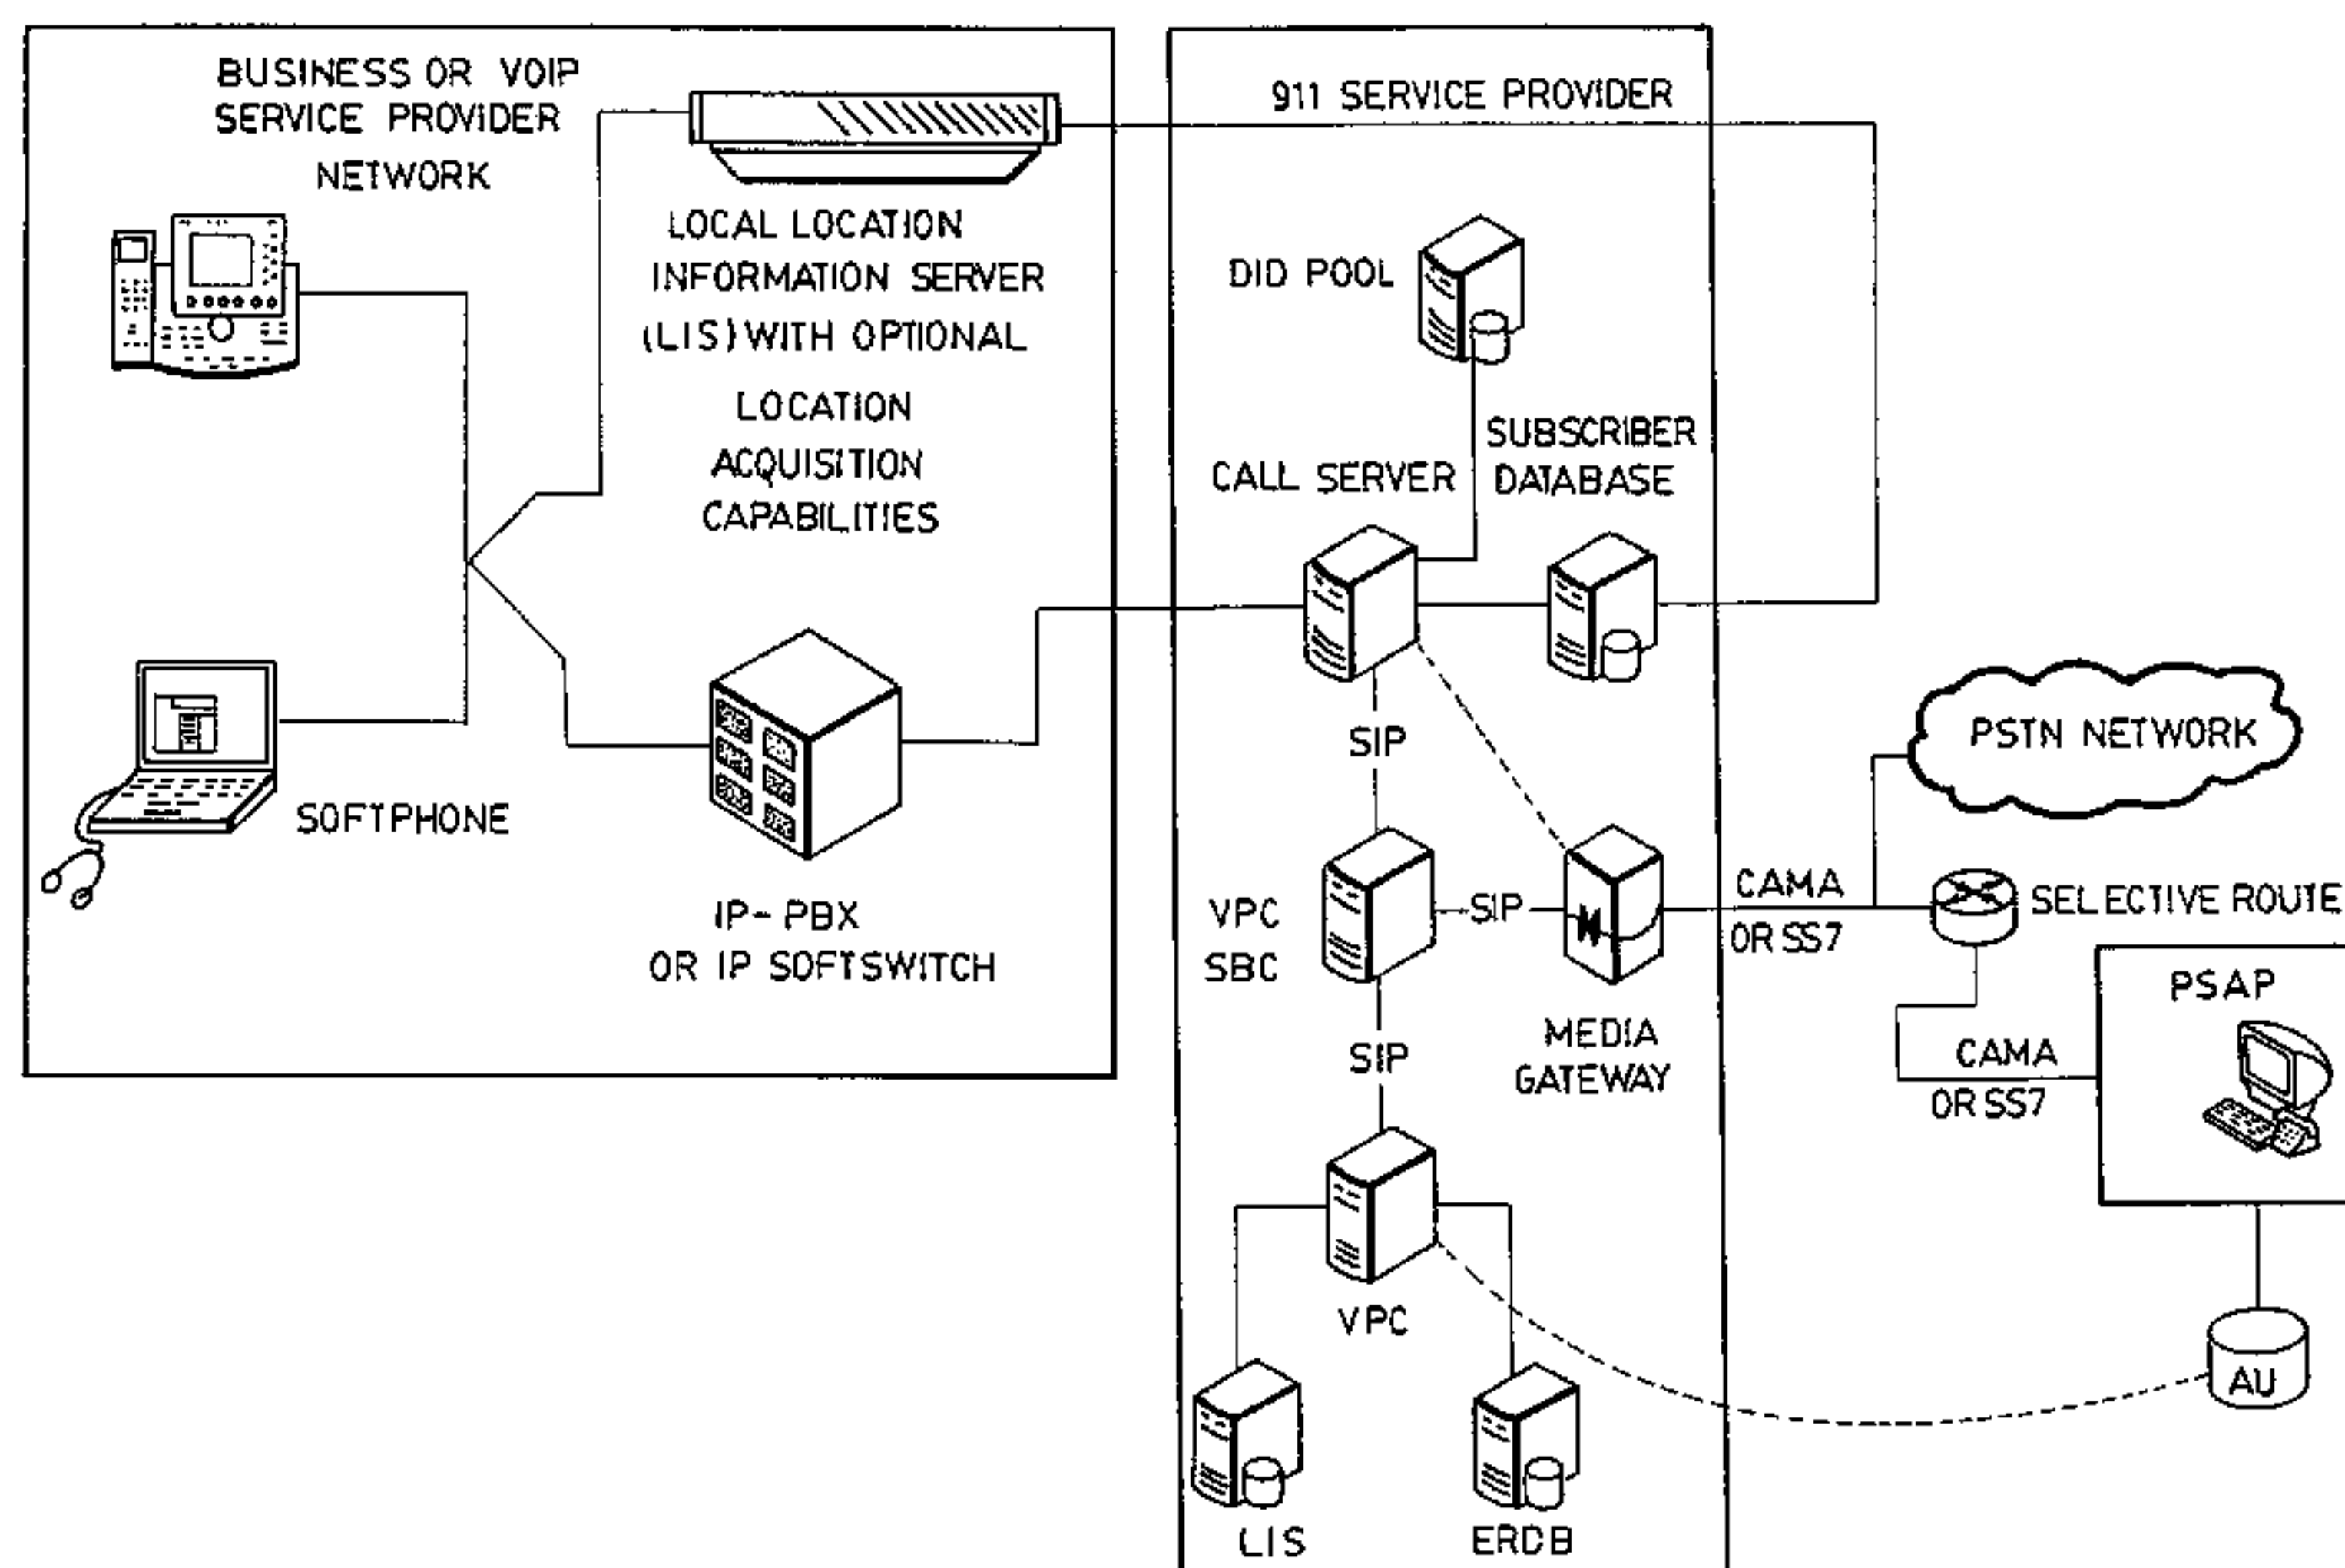 BUSINESS OR VOIP
SERVICE PROVIDER
NETWORK
LOCAL LOCATION
INFORMATION SERVER
(LIS) WITH OPTIONAL
LOCATION
ACQUISITION
CAPABILITIES
SOFTPHONE
IP-PBX
OR IP SOFTSWITCH
911 SERVICE PROVIDER
DID POOL
SUBSCRIBER
DATABASE
CALL SERVER
SIP
VPC
SBC
SIP
MEDIA
GATEWAY
SIP
VPC
LIS
ERDB
CAMA
OR SS7
PSTN NETWORK
SELECTIVE ROUTE
PSAP
CAMA
OR SS7
AU